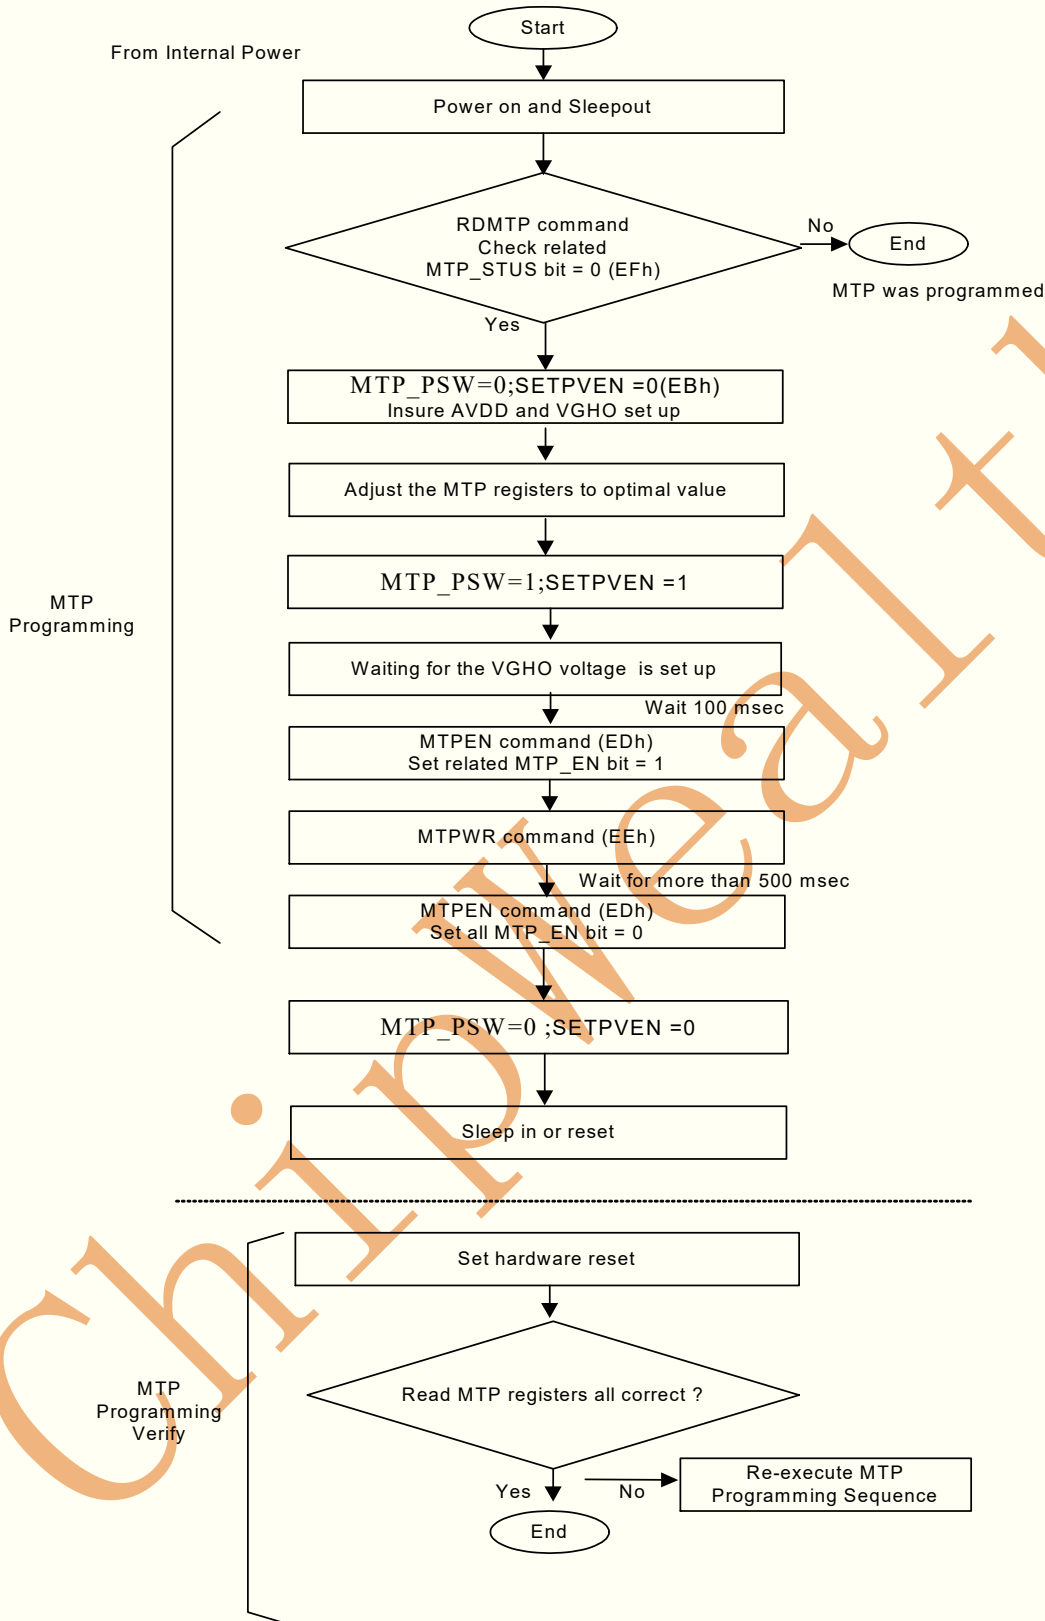 Start
From Internal Power
Power on and Sleepout
RDMTP command
Check related
MTP_STUS bit = 0 (EFh)
No
End
MTP was programmed
Yes
MTP_PSW=0;SETPVEN =0(EBh)
Insure AVDD and VGHO set up
Adjust the MTP registers to optimal value
MTP_PSW=1;SETPVEN =1
MTP
Programming
Waiting for the VGHO voltage is set up
Wait 100 msec
MTPEN command (EDh)
Set related MTP_EN bit = 1
MTPWR command (EEh)
Wait for more than 500 msec
MTPEN command (EDh)
Set all MTP_EN bit = 0
MTP_PSW=0 ;SETPVEN =0
Sleep in or reset
Set hardware reset
Read MTP registers all correct ?
MTP
Programming
Verify
Yes
No
Re-execute MTP
Programming Sequence
End
ChipWealt